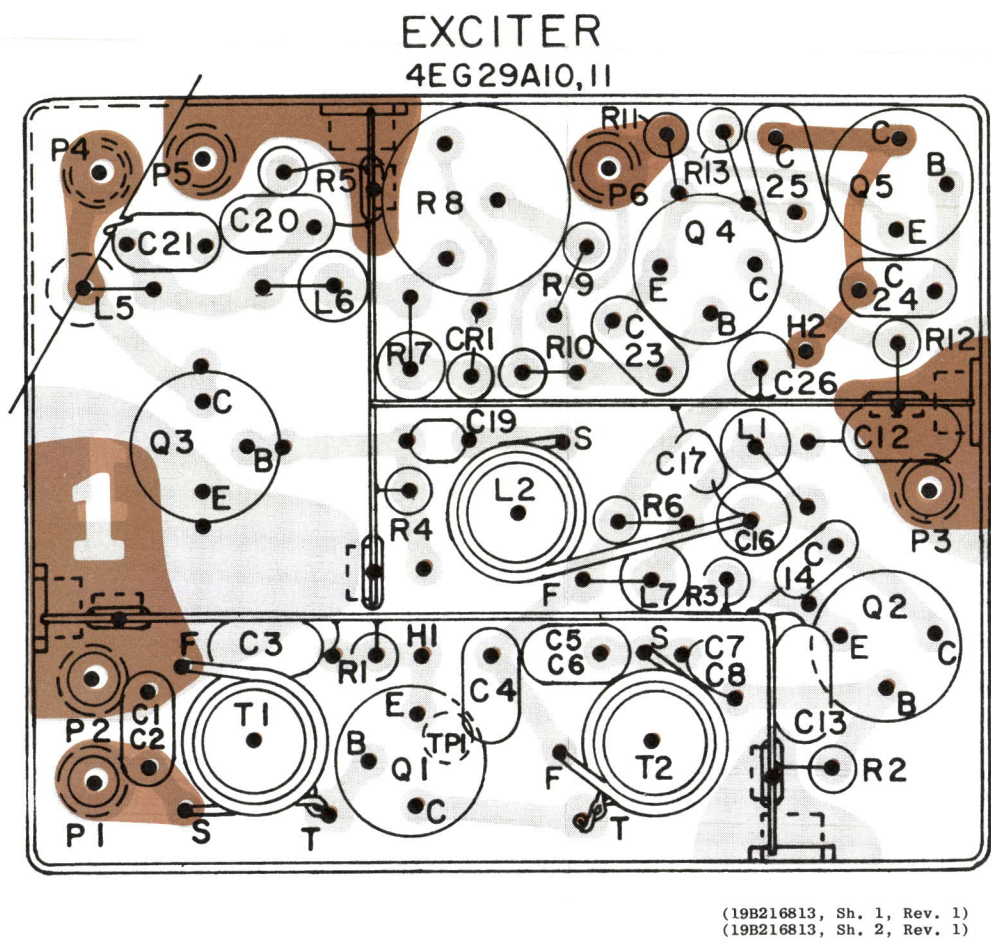 EXCITER
4EG29A10,11
P4
P5
R5
R8
R11
P6
R13
C
25
C
B
Q5
E
C21
C20
Q4
L5
L6
R9
E
C
B
C
24
R7
CR1
R10
C
23
H2
C26
R12
C
Q3
B
E
C19
S
L2
C17
L1
C12
R4
R6
C16
P3
1
F
L7
R3
C
14
Q2
E
C
B
F
C3
R1
H1
C4
C5
C6
S
C7
C8
P2
C1
C2
T1
E
TP1
B
Q1
C
F
T2
C13
R2
P1
S
T
T
(19B216813, Sh. 1, Rev. 1)
(19B216813, Sh. 2, Rev. 1)